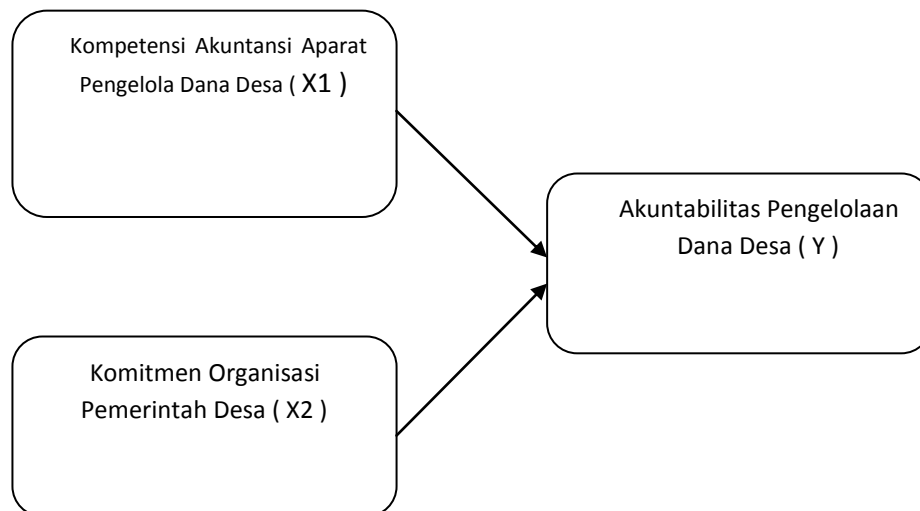 Kompetensi Akuntansi Aparat
Pengelola Dana Desa ( X1 )
Akuntabilitas Pengelolaan
Dana Desa ( Y )
Komitmen Organisasi
Pemerintah Desa ( X2 )